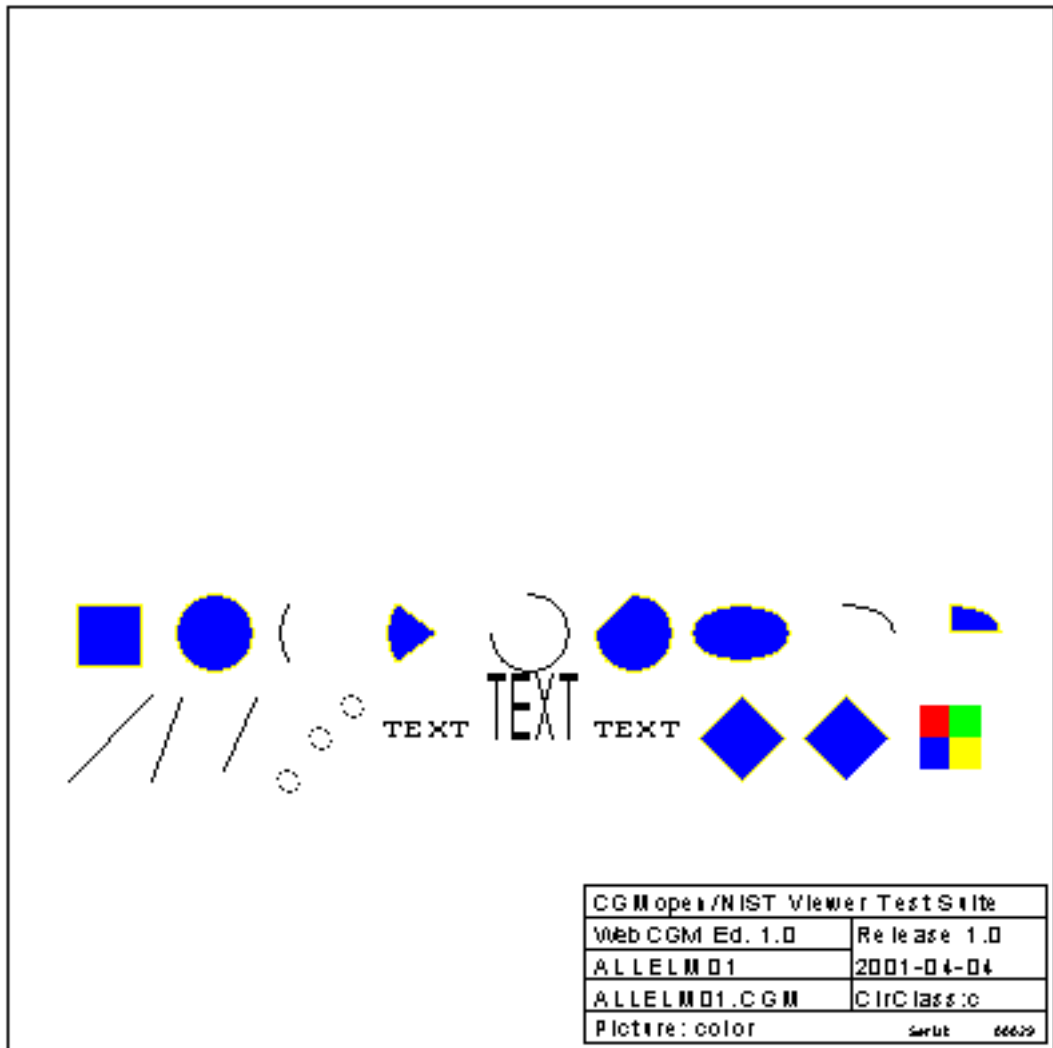 TEXT TEXT TEXT
CGMopen/NIST Viewer Test Suite
WebCGM Ed. 1.0 Release 1.0
ALLELM01 2001-04-04
ALLELM01.CGM ClrClass:c
Picture: color